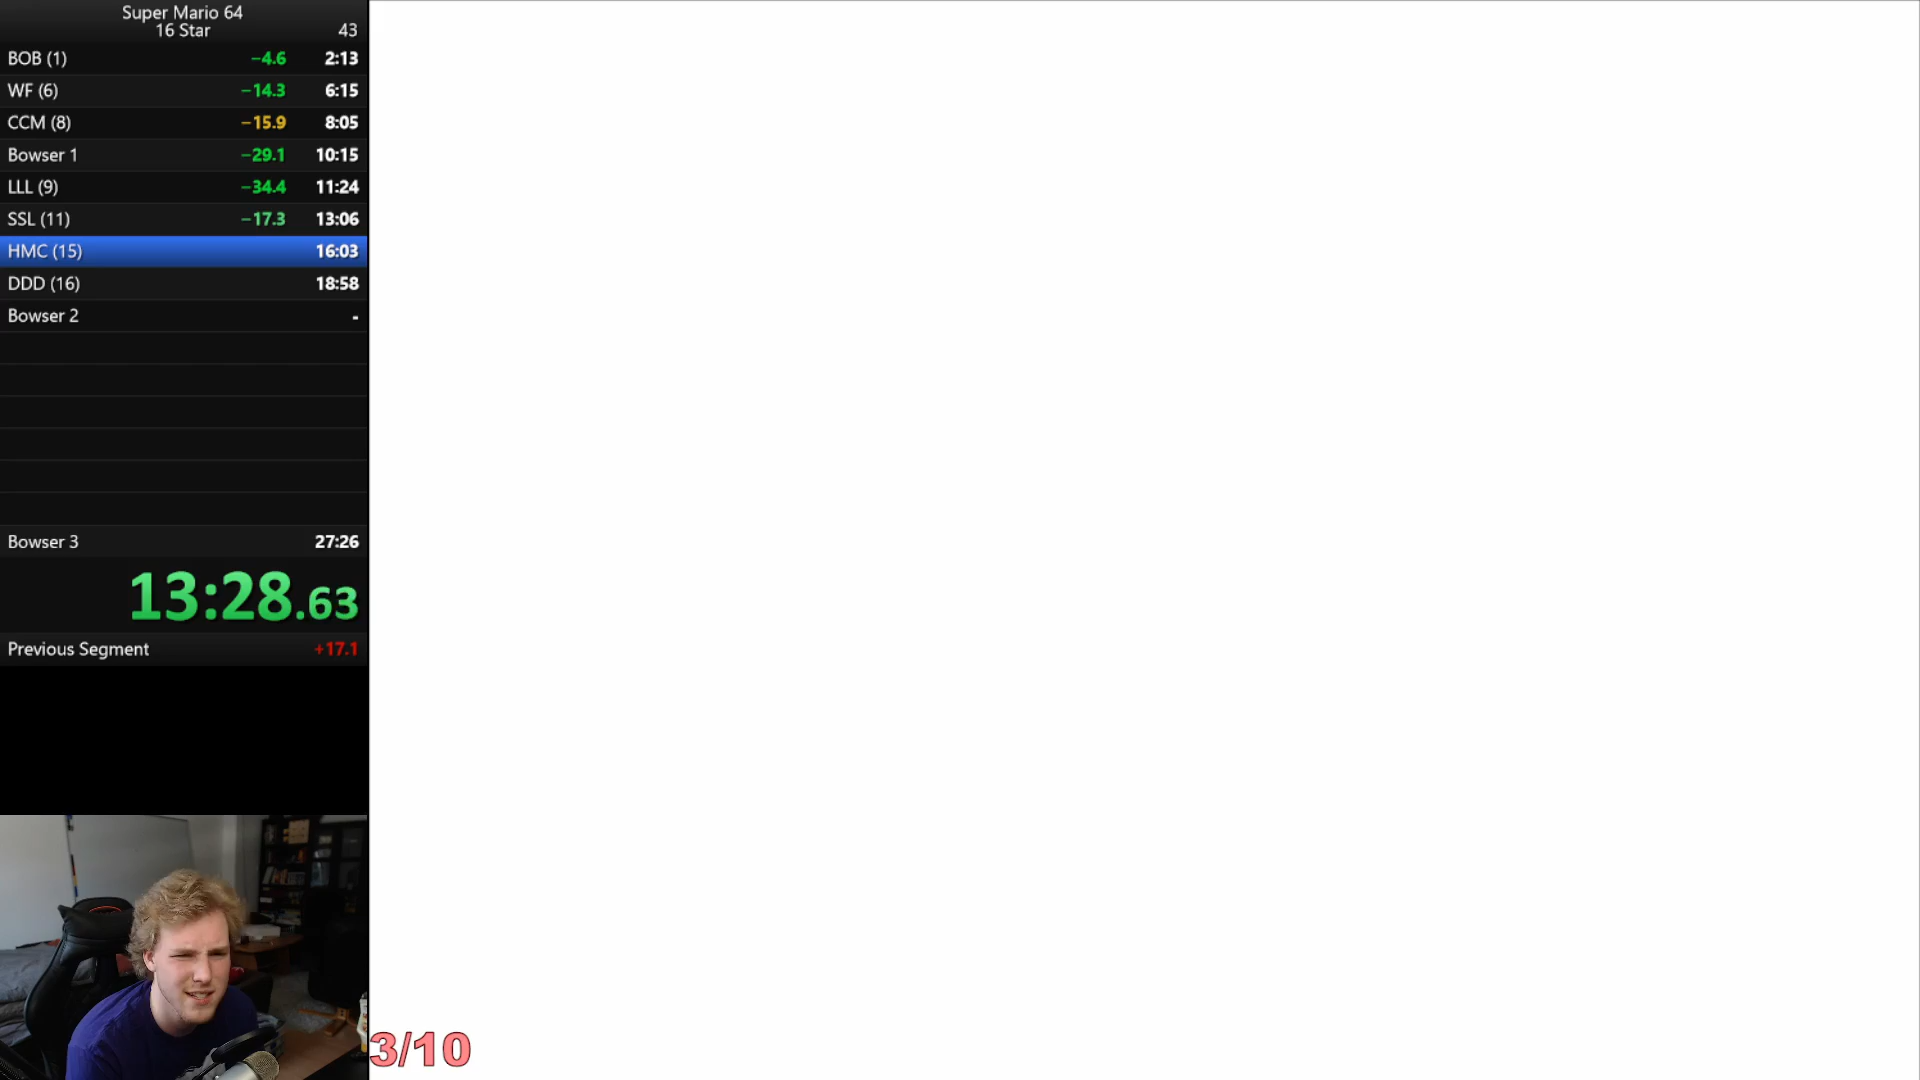 Super Mario 64
16 Star 43
BOB (1) −4.6 2:13
WF (6) −14.3 6:15
CCM (8) −15.9 8:05
Bowser 1 −29.1 10:15
LLL (9) −34.4 11:24
SSL (11) −17.3 13:06
HMC (15) 16:03
DDD (16) 18:58
Bowser 2 -
Bowser 3 27:26
13:28.63
Previous Segment +17.1
3/10